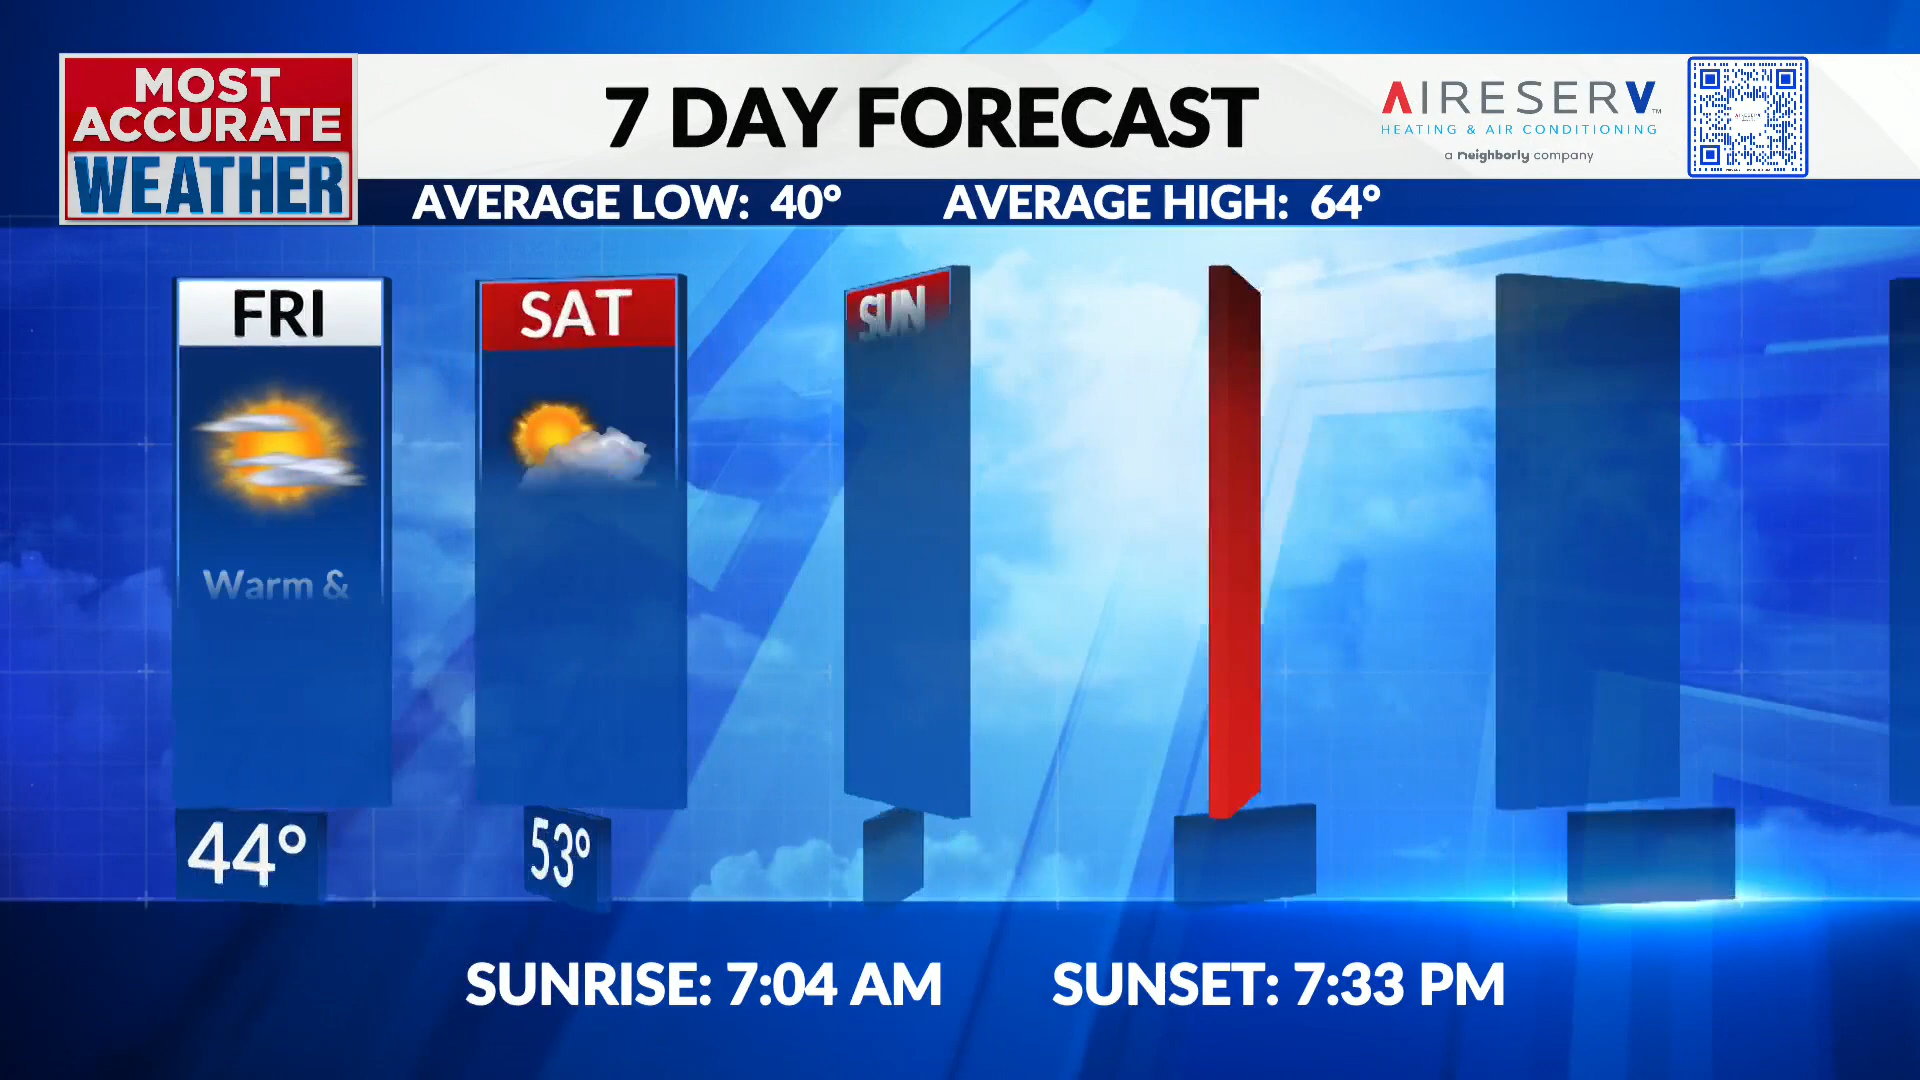 MOST
ACCURATE
WEATHER
7 DAY FORECAST
AIRESERV™
HEATING & AIR CONDITIONING
a neighborly company
AVERAGE LOW: 40° AVERAGE HIGH: 64°
FRI
SAT
SUN
Warm &
44°
53°
SUNRISE: 7:04 AM SUNSET: 7:33 PM